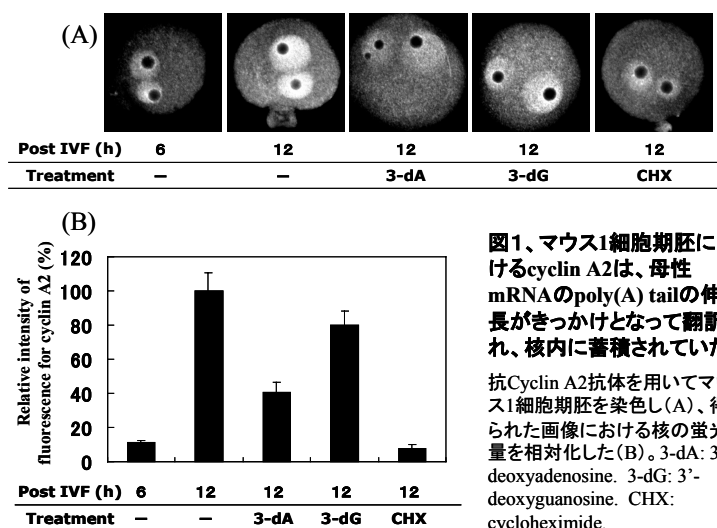 (A)
Post IVF (h) 6 12 12 12 12
Treatment – – 3-dA 3-dG CHX
(B)
Relative intensity of
fluorescence for cyclin A2 (%)
120
100
80
60
40
20
0
Post IVF (h) 6 12 12 12 12
Treatment – – 3-dA 3-dG CHX
図1、マウス1細胞期胚に
けるcyclin A2は、母性
mRNAのpoly(A) tailの伸
長がきっかけとなって翻訳
れ、核内に蓄積されていた
抗Cyclin A2抗体を用いてマ
ス1細胞期胚を染色し(A)、得
られた画像における核の蛍光
量を相対化した(B)。3-dA: 3
deoxyadenosine. 3-dG: 3'-
deoxyguanosine. CHX:
cycloheximide.